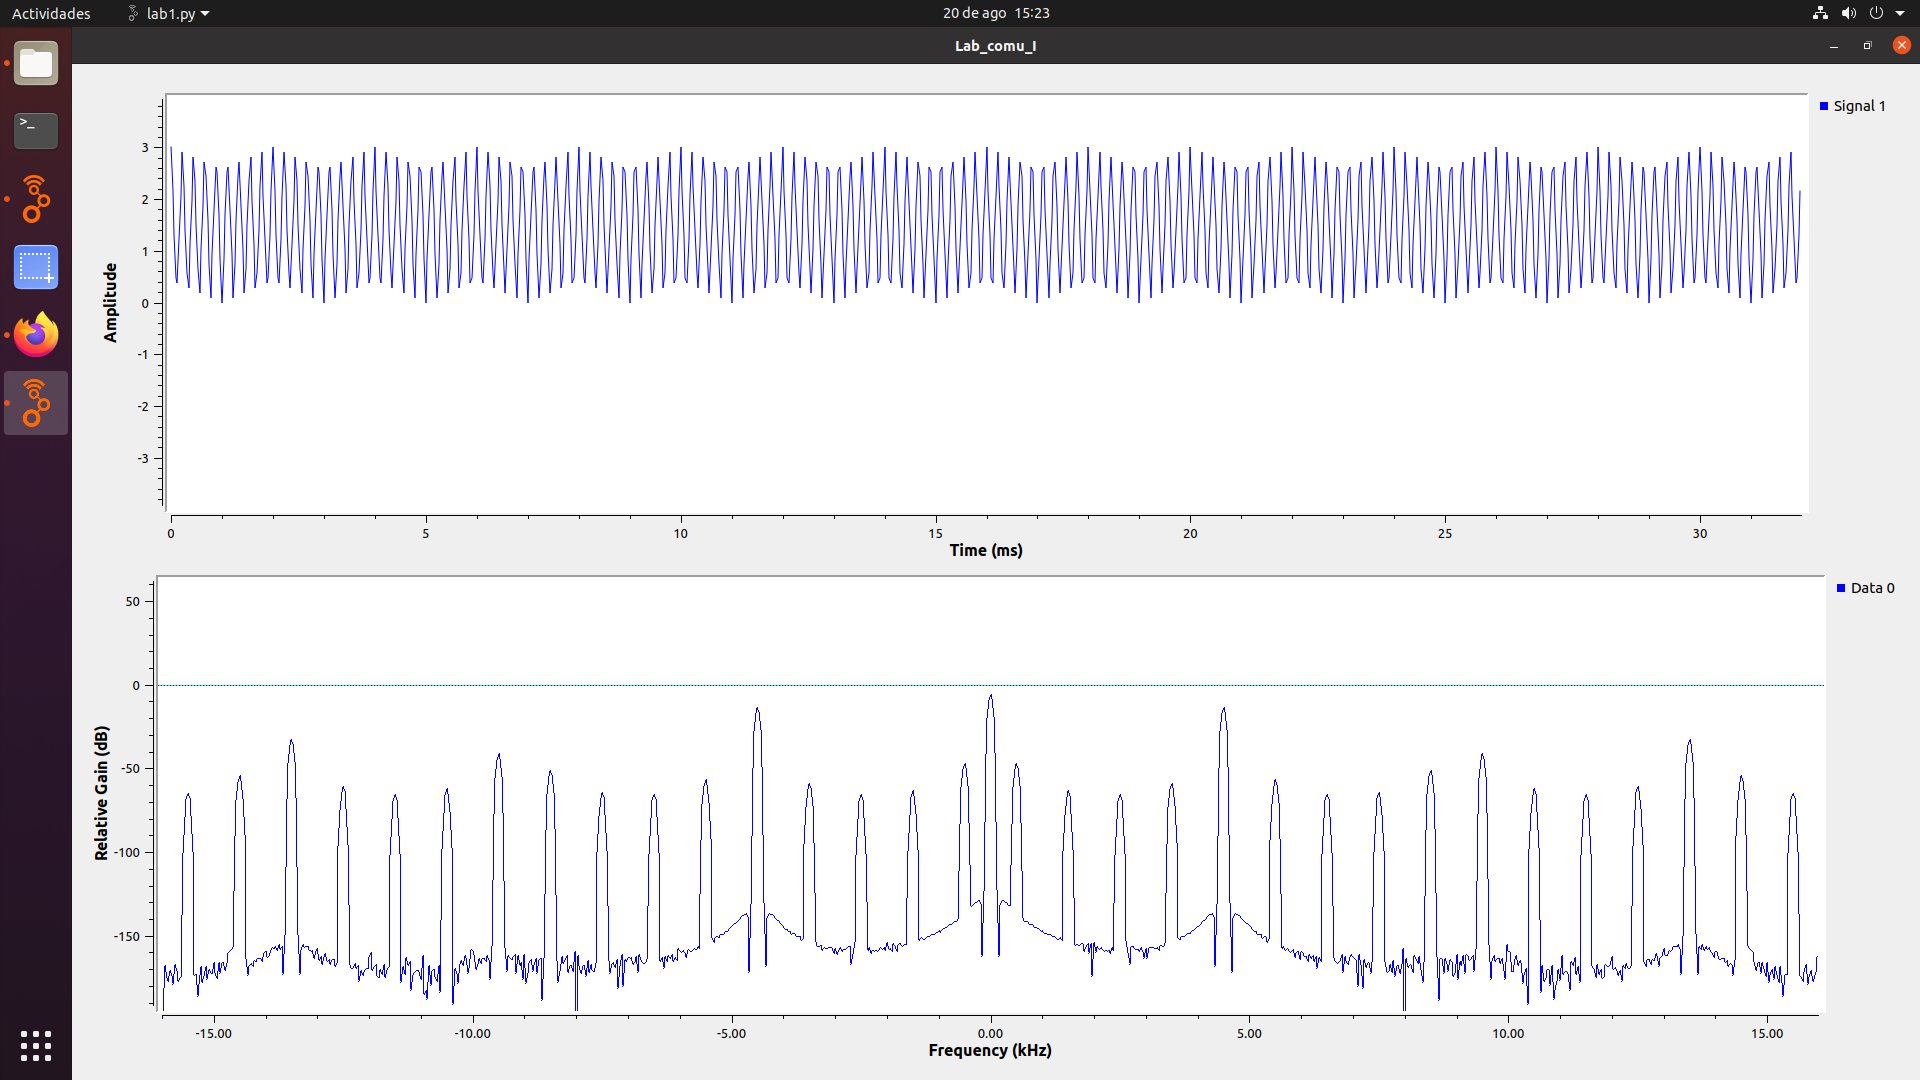 Actividades lab1.py 20 de ago 15:23
Lab_comu_I
Signal 1
Amplitude
3
2
1
0
-1
-2
-3
0 5 10 15 20 25 30
Time (ms)
Data 0
Relative Gain (dB)
50
0
-50
-100
-150
-15.00 -10.00 -5.00 0.00 5.00 10.00 15.00
Frequency (kHz)